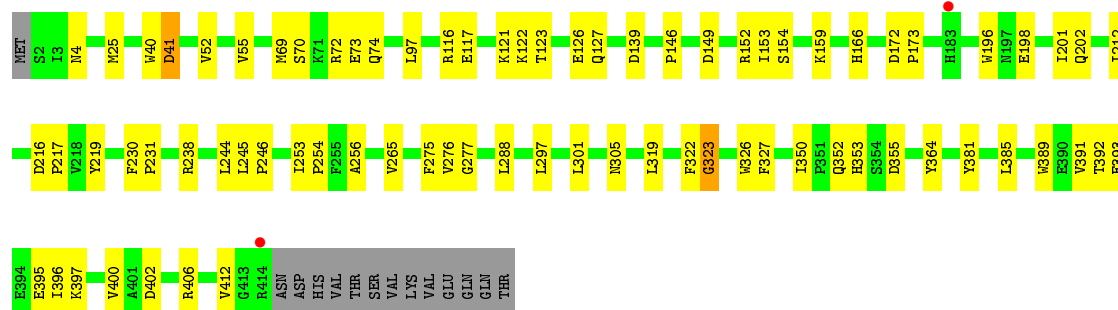 MET S2 I3 N4 M25 W40 D41 V52 V55 M69 S70 K71 R72 E73 Q74 L97 R116 E117 K121 K122 T123 E126 Q127 D139 P146 D149 R152 I153 S154 K159 H166 D172 P173 H183 W196 N197 E198 I201 Q202
D216 P217 V218 Y219 F230 P231 R238 L244 L245 P246 I253 P254 F255 A256 V265 F275 V276 G277 L288 L297 L301 N305 L319 F322 G323 W326 F327 I350 P351 Q352 H353 S354 D355 Y364 Y381 L385 W389 E390 V391 T392
E394 E395 I396 K397 V400 A401 D402 R406 V412 G413 R414 ASN ASP HIS VAL THR SER VAL LYS VAL GLU GLN GLN THR